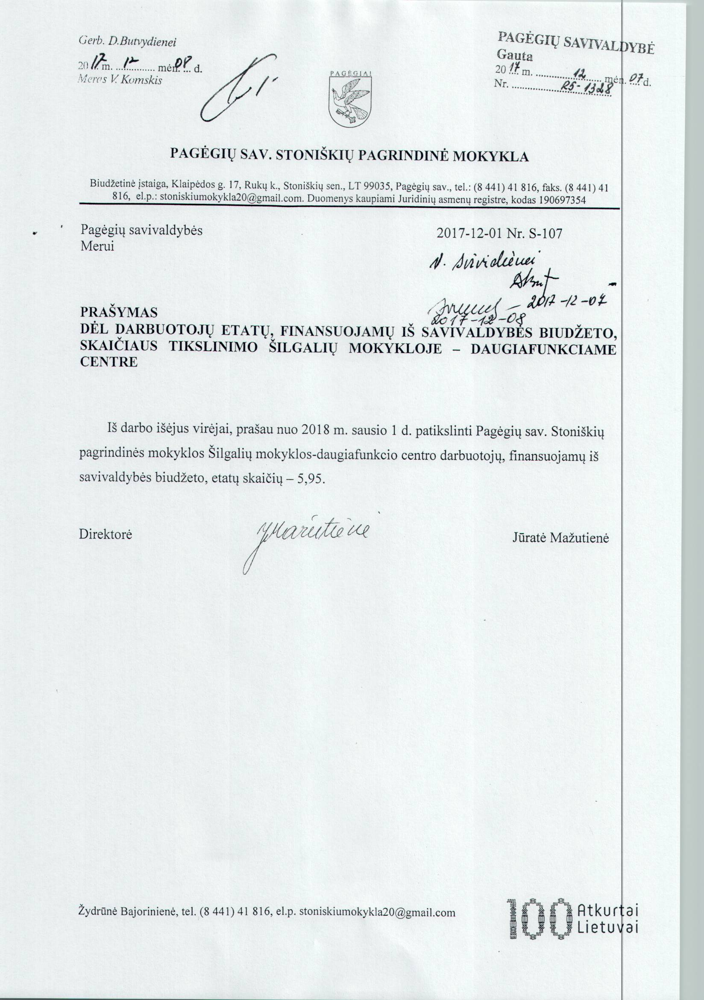 Gerb. D.Butvydienei
2017 m. 12 mėn. 08 d.
Meras V. Komskis
PAGĖGIŲ SAVIVALDYBĖ
Gauta
2017 m. 12 mėn. 07 d.
Nr. R5-1328
PAGĖGIAI
PAGĖGIŲ SAV. STONIŠKIŲ PAGRINDINĖ MOKYKLA
Biudžetinė įstaiga, Klaipėdos g. 17, Rukų k., Stoniškių sen., LT 99035, Pagėgių sav., tel.: (8 441) 41 816, faks. (8 441) 41
816, el.p.: stoniskiumokykla20@gmail.com. Duomenys kaupiami Juridinių asmenų registre, kodas 190697354
Pagėgių savivaldybės
Merui
2017-12-01 Nr. S-107
V. Sirvidienei
2017-12-07
2017-12-08
PRAŠYMAS
DĖL DARBUOTOJŲ ETATŲ, FINANSUOJAMŲ IŠ SAVIVALDYBĖS BIUDŽETO,
SKAIČIAUS TIKSLINIMO ŠILGALIŲ MOKYKLOJE – DAUGIAFUNKCIAME
CENTRE
Iš darbo išėjus virėjai, prašau nuo 2018 m. sausio 1 d. patikslinti Pagėgių sav. Stoniškių
pagrindinės mokyklos Šilgalių mokyklos-daugiafunkcio centro darbuotojų, finansuojamų iš
savivaldybės biudžeto, etatų skaičių – 5,95.
Direktorė
Jūratė Mažutienė
Žydrūnė Bajorinienė, tel. (8 441) 41 816, el.p. stoniskiumokykla20@gmail.com
100 Atkurtai
Lietuvai